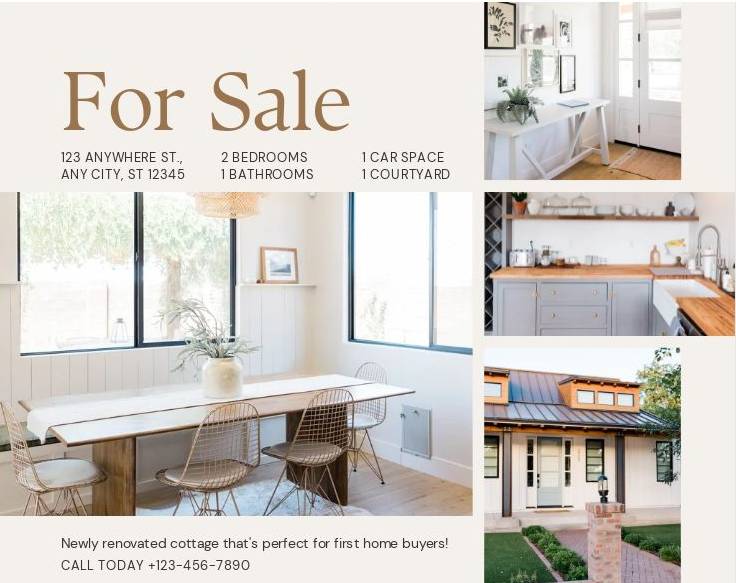 For Sale
123 ANYWHERE ST.,
ANY CITY, ST 12345
2 BEDROOMS
1 BATHROOMS
1 CAR SPACE
1 COURTYARD
Newly renovated cottage that's perfect for first home buyers!
CALL TODAY +123-456-7890